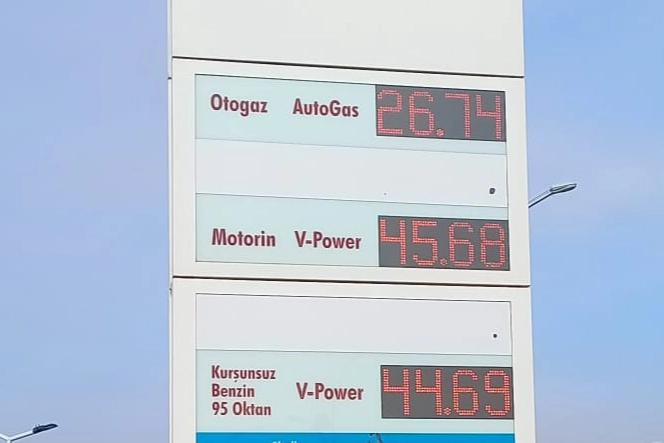 Otogaz AutoGas 26.74
Motorin V-Power 45.68
Kurşunsuz
Benzin
95 Oktan
V-Power 44.69